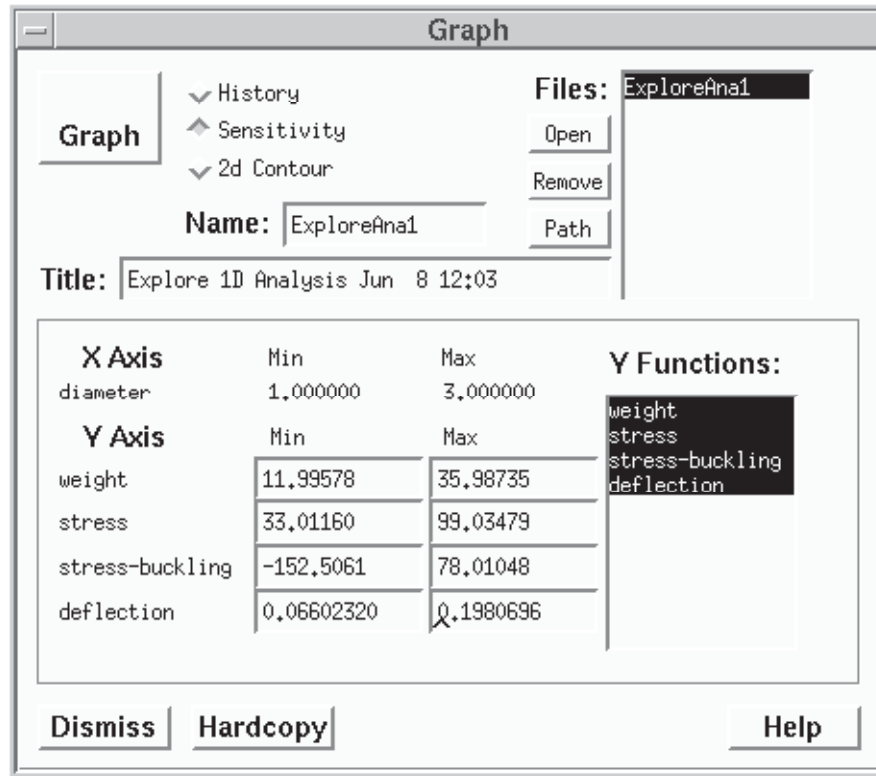 Graph
Graph
History
Sensitivity
2d Contour
Files:
Open
Remove
Path
ExploreAna1
Name: ExploreAna1
Title: Explore 1D Analysis Jun 8 12:03
X Axis Min Max
diameter 1.000000 3.000000
Y Axis Min Max
weight 11.99578 35.98735
stress 33.01160 99.03479
stress-buckling -152.5061 78.01048
deflection 0.06602320 0.1980696
Y Functions:
weight
stress
stress-buckling
deflection
Dismiss Hardcopy Help